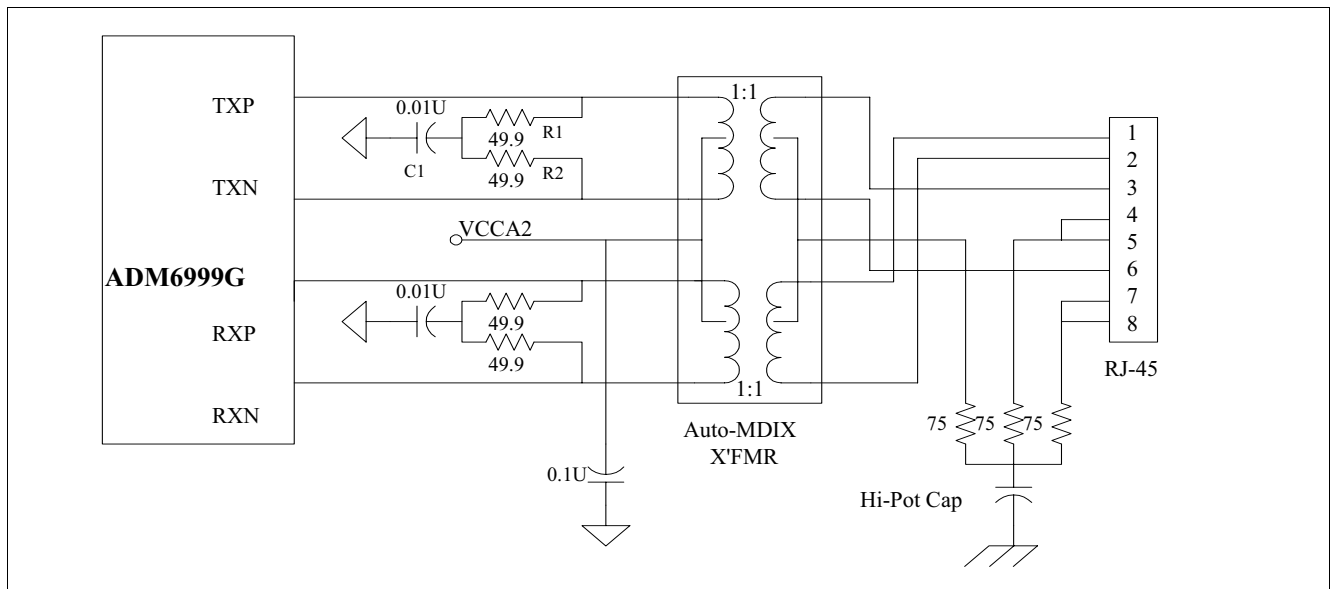 TXP
TXN
ADM6999G
RXP
RXN
0.01U
49.9
R1
C1
49.9
R2
VCCA2
0.01U
49.9
49.9
0.1U
1:1
1:1
Auto-MDIX
X'FMR
1
2
3
4
5
6
7
8
RJ-45
75
75
75
Hi-Pot Cap